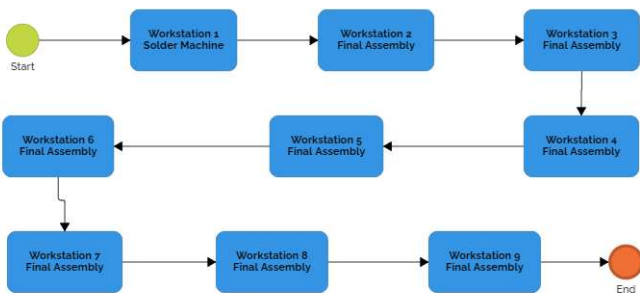 Start
Workstation 1
Solder Machine
Workstation 2
Final Assembly
Workstation 3
Final Assembly
Workstation 4
Final Assembly
Workstation 5
Final Assembly
Workstation 6
Final Assembly
Workstation 7
Final Assembly
Workstation 8
Final Assembly
Workstation 9
Final Assembly
End